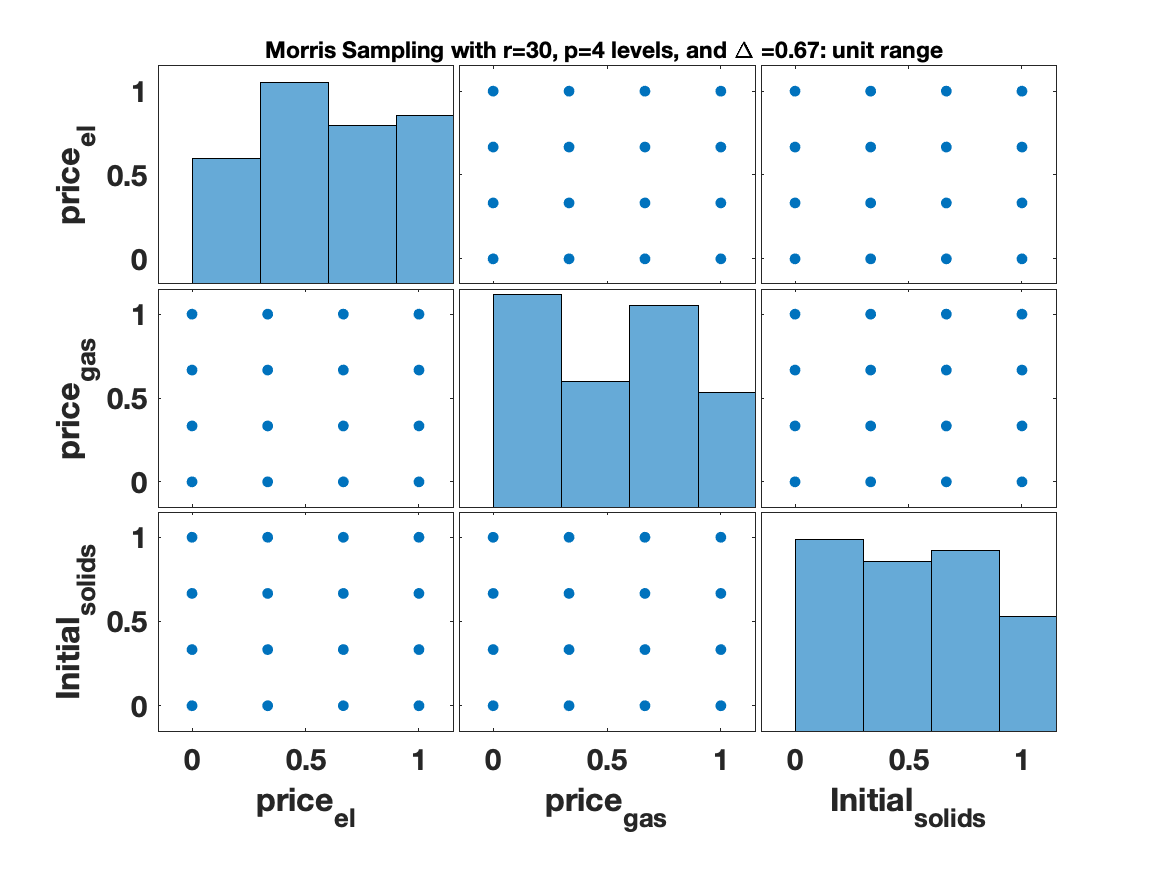 Morris Sampling with r=30, p=4 levels, and Δ =0.67: unit range
1
0.5
0
price_el
1
0.5
0
price_gas
1
0.5
0
Initial_solids
0 0.5 1 0 0.5 1 0 0.5 1
price_el price_gas Initial_solids